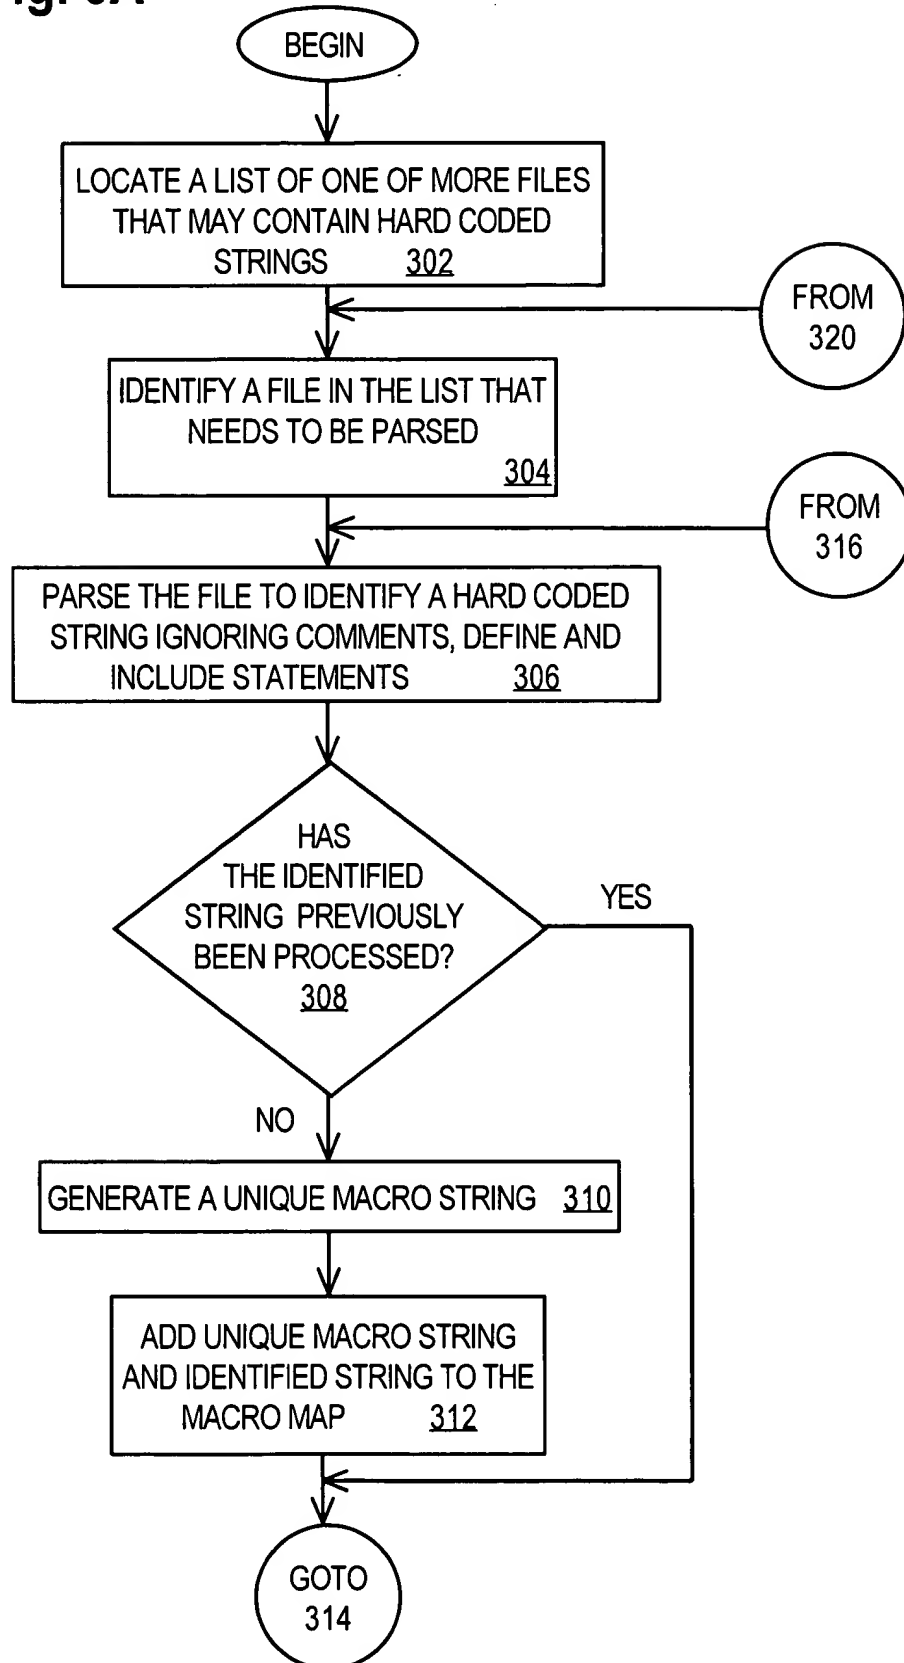 BEGIN
LOCATE A LIST OF ONE OF MORE FILES
THAT MAY CONTAIN HARD CODED
STRINGS 302
FROM
320
IDENTIFY A FILE IN THE LIST THAT
NEEDS TO BE PARSED
304
FROM
316
PARSE THE FILE TO IDENTIFY A HARD CODED
STRING IGNORING COMMENTS, DEFINE AND
INCLUDE STATEMENTS 306
HAS
THE IDENTIFIED
STRING PREVIOUSLY
BEEN PROCESSED?
308
YES
NO
GENERATE A UNIQUE MACRO STRING 310
ADD UNIQUE MACRO STRING
AND IDENTIFIED STRING TO THE
MACRO MAP 312
GOTO
314